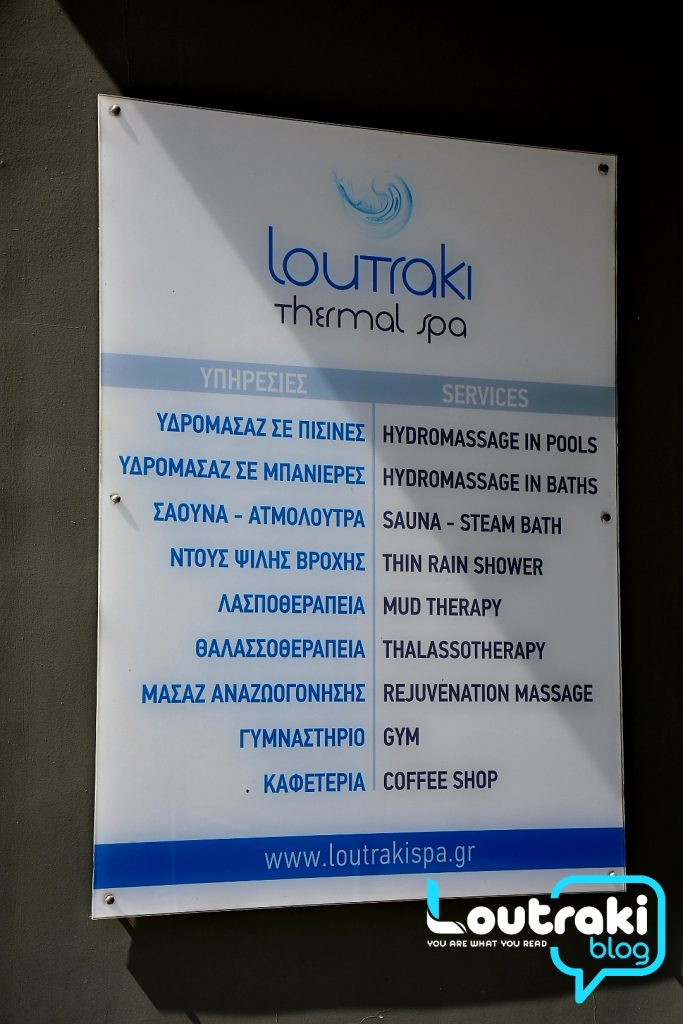 Loutraki
thermal spa
ΥΠΗΡΕΣΙΕΣ SERVICES
ΥΔΡΟΜΑΣΑΖ ΣΕ ΠΙΣΙΝΕΣ HYDROMASSAGE IN POOLS
ΥΔΡΟΜΑΣΑΖ ΣΕ ΜΠΑΝΙΕΡΕΣ HYDROMASSAGE IN BATHS
ΣΑΟΥΝΑ - ΑΤΜΟΛΟΥΤΡΑ SAUNA - STEAM BATH
ΝΤΟΥΣ ΨΙΛΗΣ ΒΡΟΧΗΣ THIN RAIN SHOWER
ΛΑΣΠΟΘΕΡΑΠΕΙΑ MUD THERAPY
ΘΑΛΑΣΣΟΘΕΡΑΠΕΙΑ THALASSOTHERAPY
ΜΑΣΑΖ ΑΝΑΖΩΟΓΟΝΗΣΗΣ REJUVENATION MASSAGE
ΓΥΜΝΑΣΤΗΡΙΟ GYM
ΚΑΦΕΤΕΡΙΑ COFFEE SHOP
www.loutrakispa.gr
Loutraki
YOU ARE WHAT YOU READ blog